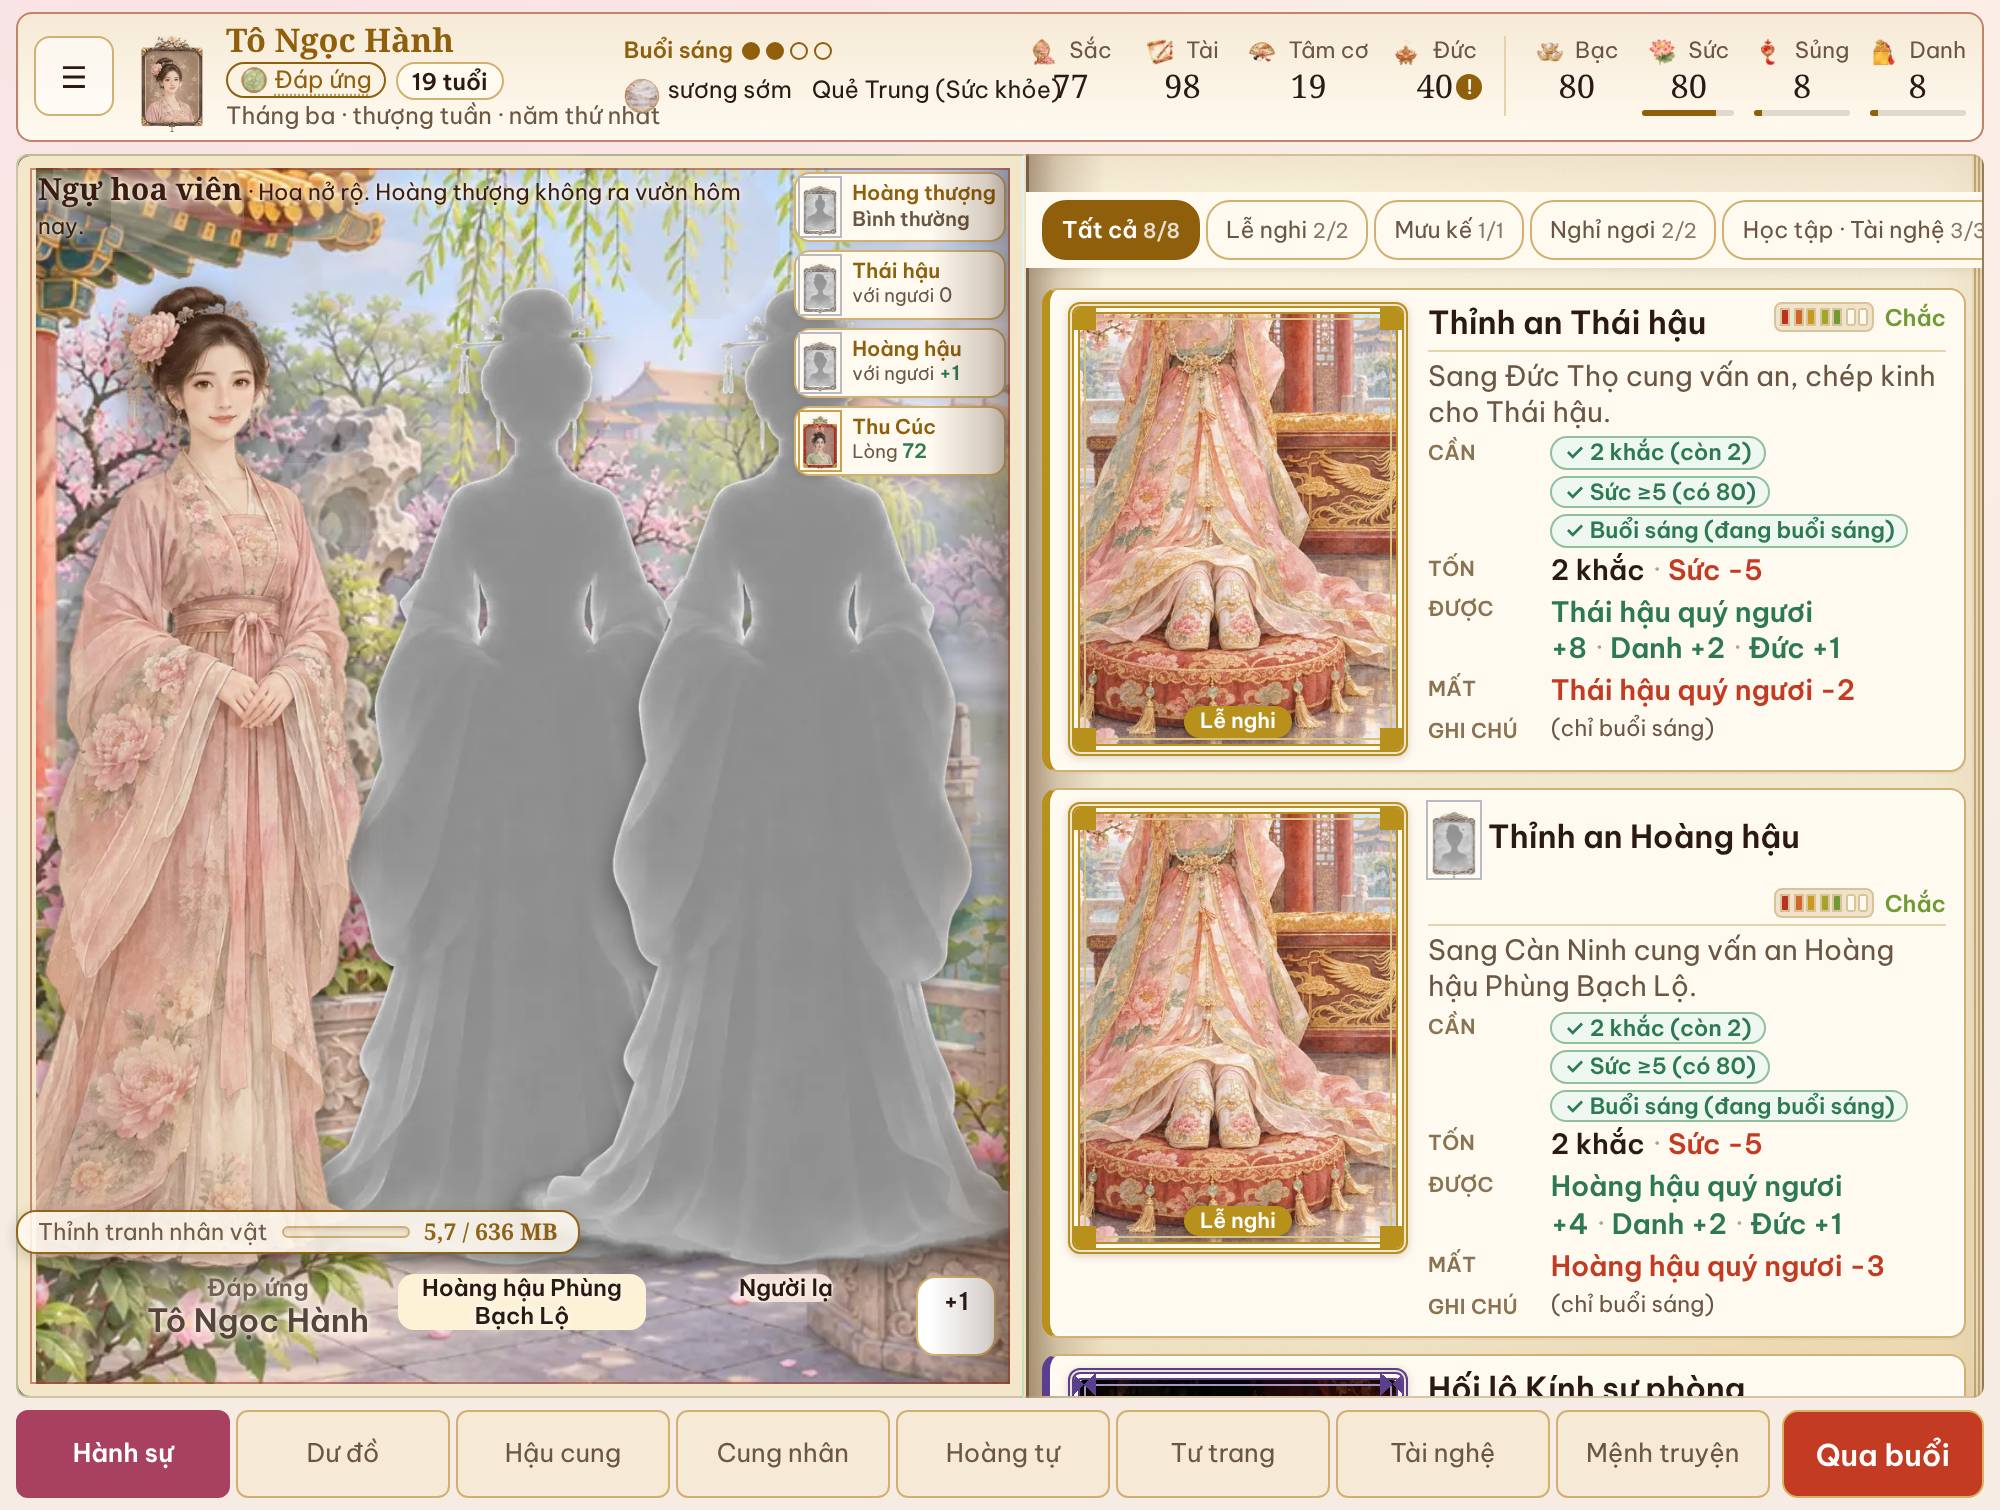 Tô Ngọc Hành
Đáp ứng
19 tuổi
Tháng ba · thượng tuần · năm thứ nhất
Buổi sáng
sương sớm Quẻ Trung (Sức khỏe)
Sắc
77
Tài
98
Tâm cơ
19
Đức
40 !
Bạc
80
Sức
80
Sủng
8
Danh
8
Ngự hoa viên · Hoa nở rộ. Hoàng thượng không ra vườn hôm
nay.
Hoàng thượng
Bình thường
Thái hậu
với ngươi 0
Hoàng hậu
với ngươi +1
Thu Cúc
Lòng 72
Thỉnh tranh nhân vật 5,7 / 636 MB
Đáp ứng
Tô Ngọc Hành
Hoàng hậu Phùng
Bạch Lộ
Người lạ
+1
Tất cả 8/8
Lễ nghi 2/2
Mưu kế 1/1
Nghỉ ngơi 2/2
Học tập · Tài nghệ 3/3
Lễ nghi
Thỉnh an Thái hậu
Chắc
Sang Đức Thọ cung vấn an, chép kinh
cho Thái hậu.
CẦN
✓ 2 khắc (còn 2)
✓ Sức ≥5 (có 80)
✓ Buổi sáng (đang buổi sáng)
TỐN 2 khắc · Sức -5
ĐƯỢC Thái hậu quý ngươi
+8 · Danh +2 · Đức +1
MẤT Thái hậu quý ngươi -2
GHI CHÚ (chỉ buổi sáng)
Lễ nghi
Thỉnh an Hoàng hậu
Chắc
Sang Càn Ninh cung vấn an Hoàng
hậu Phùng Bạch Lộ.
CẦN
✓ 2 khắc (còn 2)
✓ Sức ≥5 (có 80)
✓ Buổi sáng (đang buổi sáng)
TỐN 2 khắc · Sức -5
ĐƯỢC Hoàng hậu quý ngươi
+4 · Danh +2 · Đức +1
MẤT Hoàng hậu quý ngươi -3
GHI CHÚ (chỉ buổi sáng)
Hối lộ Kính sự phòng
Hành sự
Dư đồ
Hậu cung
Cung nhân
Hoàng tự
Tư trang
Tài nghệ
Mệnh truyện
Qua buổi